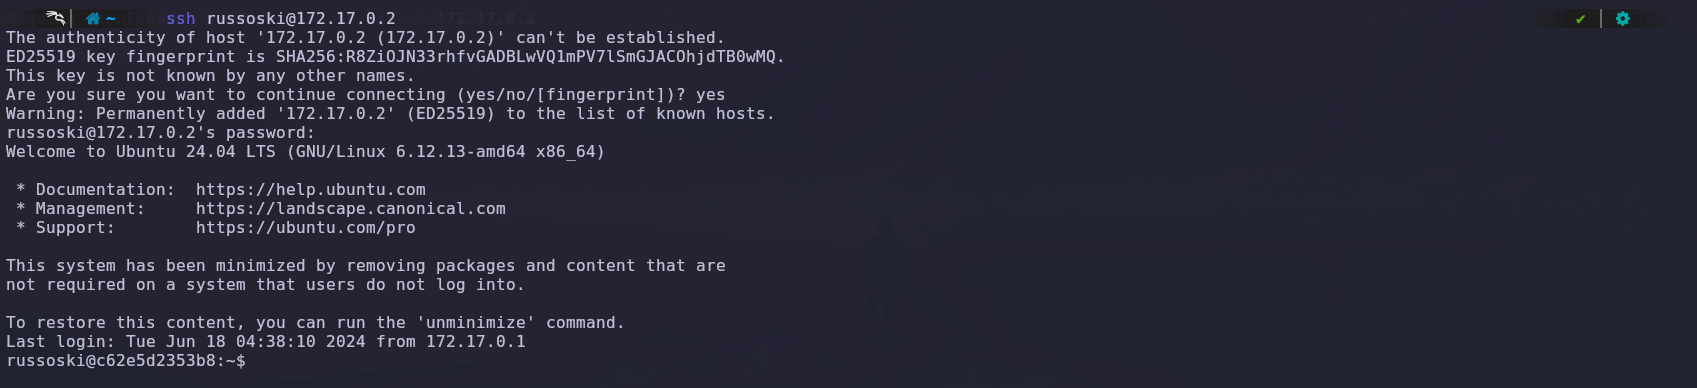 ~ ssh russoski@172.17.0.2
The authenticity of host '172.17.0.2 (172.17.0.2)' can't be established.
ED25519 key fingerprint is SHA256:R8ZiOJN33rhfvGADBLwVQ1mPV7lSmGJACOhjdTB0wMQ.
This key is not known by any other names.
Are you sure you want to continue connecting (yes/no/[fingerprint])? yes
Warning: Permanently added '172.17.0.2' (ED25519) to the list of known hosts.
russoski@172.17.0.2's password:
Welcome to Ubuntu 24.04 LTS (GNU/Linux 6.12.13-amd64 x86_64)

 * Documentation:  https://help.ubuntu.com
 * Management:     https://landscape.canonical.com
 * Support:        https://ubuntu.com/pro

This system has been minimized by removing packages and content that are
not required on a system that users do not log into.

To restore this content, you can run the 'unminimize' command.
Last login: Tue Jun 18 04:38:10 2024 from 172.17.0.1
russoski@c62e5d2353b8:~$